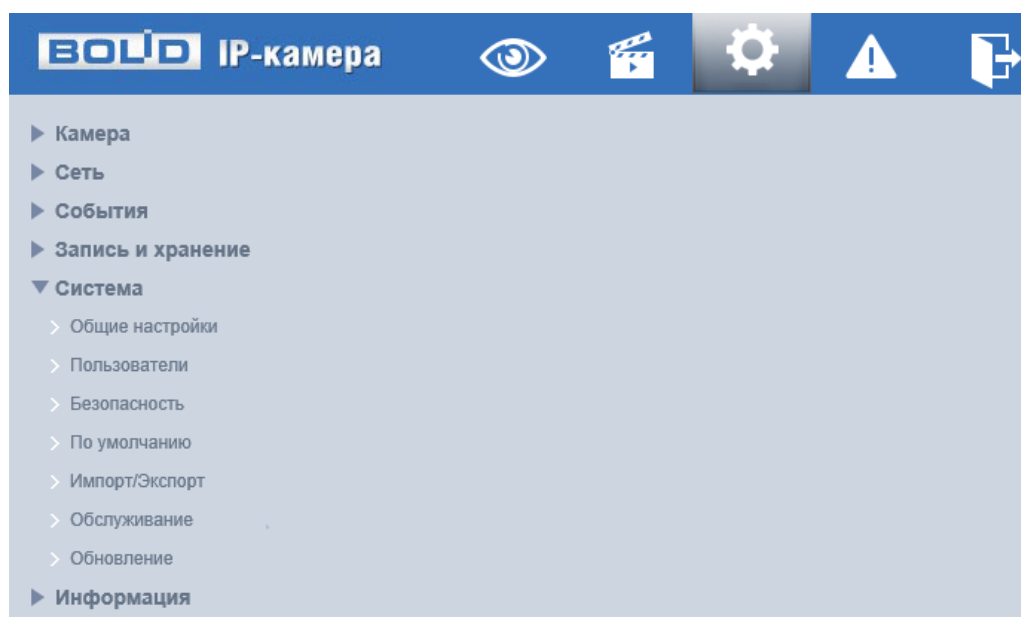 BOLID IP-камера
Камера
Сеть
События
Запись и хранение
Система
Общие настройки
Пользователи
Безопасность
По умолчанию
Импорт/Экспорт
Обслуживание
Обновление
Информация